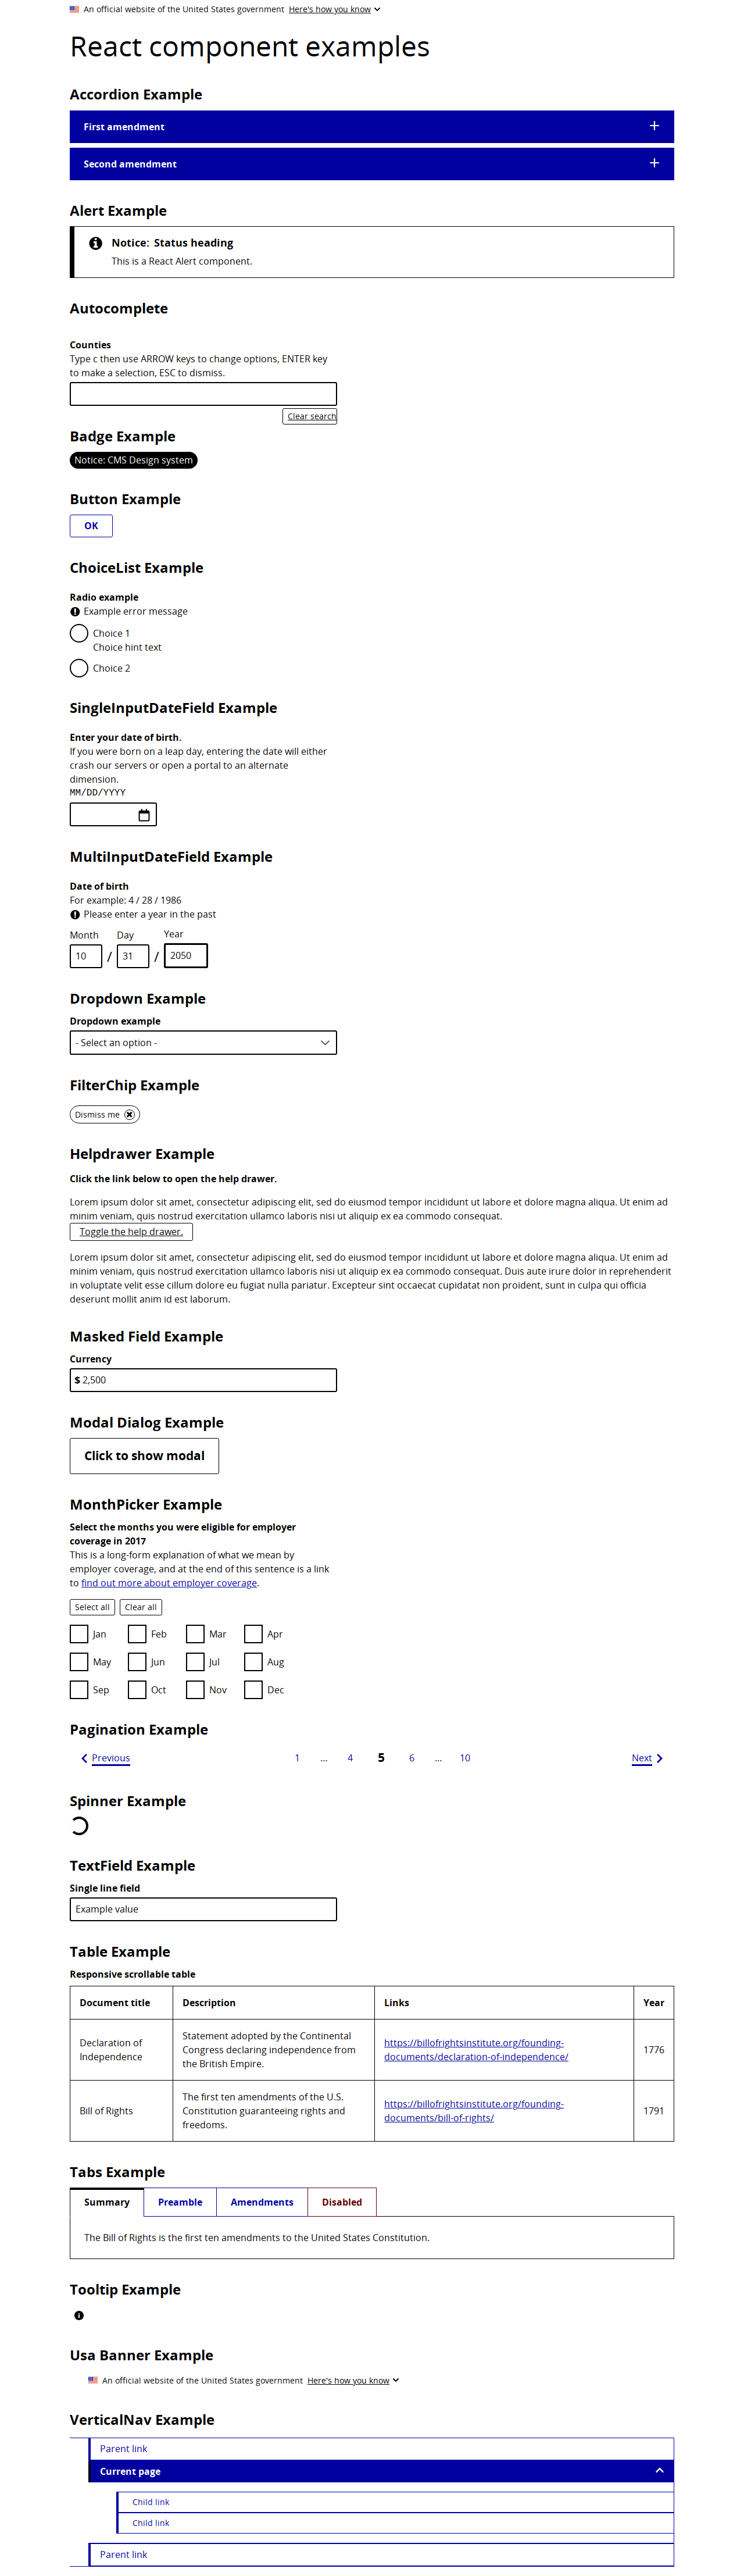 An official website of the United States government Here's how you know
React component examples
Accordion Example
First amendment
Second amendment
Alert Example
Notice: Status heading
This is a React Alert component.
Autocomplete
Counties
Type c then use ARROW keys to change options, ENTER key
to make a selection, ESC to dismiss.
Clear search
Badge Example
Notice: CMS Design system
Button Example
OK
ChoiceList Example
Radio example
Example error message
Choice 1
Choice hint text
Choice 2
SingleInputDateField Example
Enter your date of birth.
If you were born on a leap day, entering the date will either
crash our servers or open a portal to an alternate
dimension.
MM/DD/YYYY
MultiInputDateField Example
Date of birth
For example: 4 / 28 / 1986
Please enter a year in the past
Month Day Year
10 / 31 / 2050
Dropdown Example
Dropdown example
- Select an option -
FilterChip Example
Dismiss me
Helpdrawer Example
Click the link below to open the help drawer.
Lorem ipsum dolor sit amet, consectetur adipiscing elit, sed do eiusmod tempor incididunt ut labore et dolore magna aliqua. Ut enim ad
minim veniam, quis nostrud exercitation ullamco laboris nisi ut aliquip ex ea commodo consequat.
Toggle the help drawer.
Lorem ipsum dolor sit amet, consectetur adipiscing elit, sed do eiusmod tempor incididunt ut labore et dolore magna aliqua. Ut enim ad
minim veniam, quis nostrud exercitation ullamco laboris nisi ut aliquip ex ea commodo consequat. Duis aute irure dolor in reprehenderit
in voluptate velit esse cillum dolore eu fugiat nulla pariatur. Excepteur sint occaecat cupidatat non proident, sunt in culpa qui officia
deserunt mollit anim id est laborum.
Masked Field Example
Currency
$ 2,500
Modal Dialog Example
Click to show modal
MonthPicker Example
Select the months you were eligible for employer
coverage in 2017
This is a long-form explanation of what we mean by
employer coverage, and at the end of this sentence is a link
to find out more about employer coverage.
Select all Clear all
Jan Feb Mar Apr
May Jun Jul Aug
Sep Oct Nov Dec
Pagination Example
Previous 1 ... 4 5 6 ... 10 Next
Spinner Example
TextField Example
Single line field
Example value
Table Example
Responsive scrollable table
Document title Description Links Year
Declaration of
Independence
Statement adopted by the Continental
Congress declaring independence from
the British Empire.
https://billofrightsinstitute.org/founding-
documents/declaration-of-independence/
1776
Bill of Rights
The first ten amendments of the U.S.
Constitution guaranteeing rights and
freedoms.
https://billofrightsinstitute.org/founding-
documents/bill-of-rights/
1791
Tabs Example
Summary Preamble Amendments Disabled
The Bill of Rights is the first ten amendments to the United States Constitution.
Tooltip Example
Usa Banner Example
An official website of the United States government Here's how you know
VerticalNav Example
Parent link
Current page
Child link
Child link
Parent link